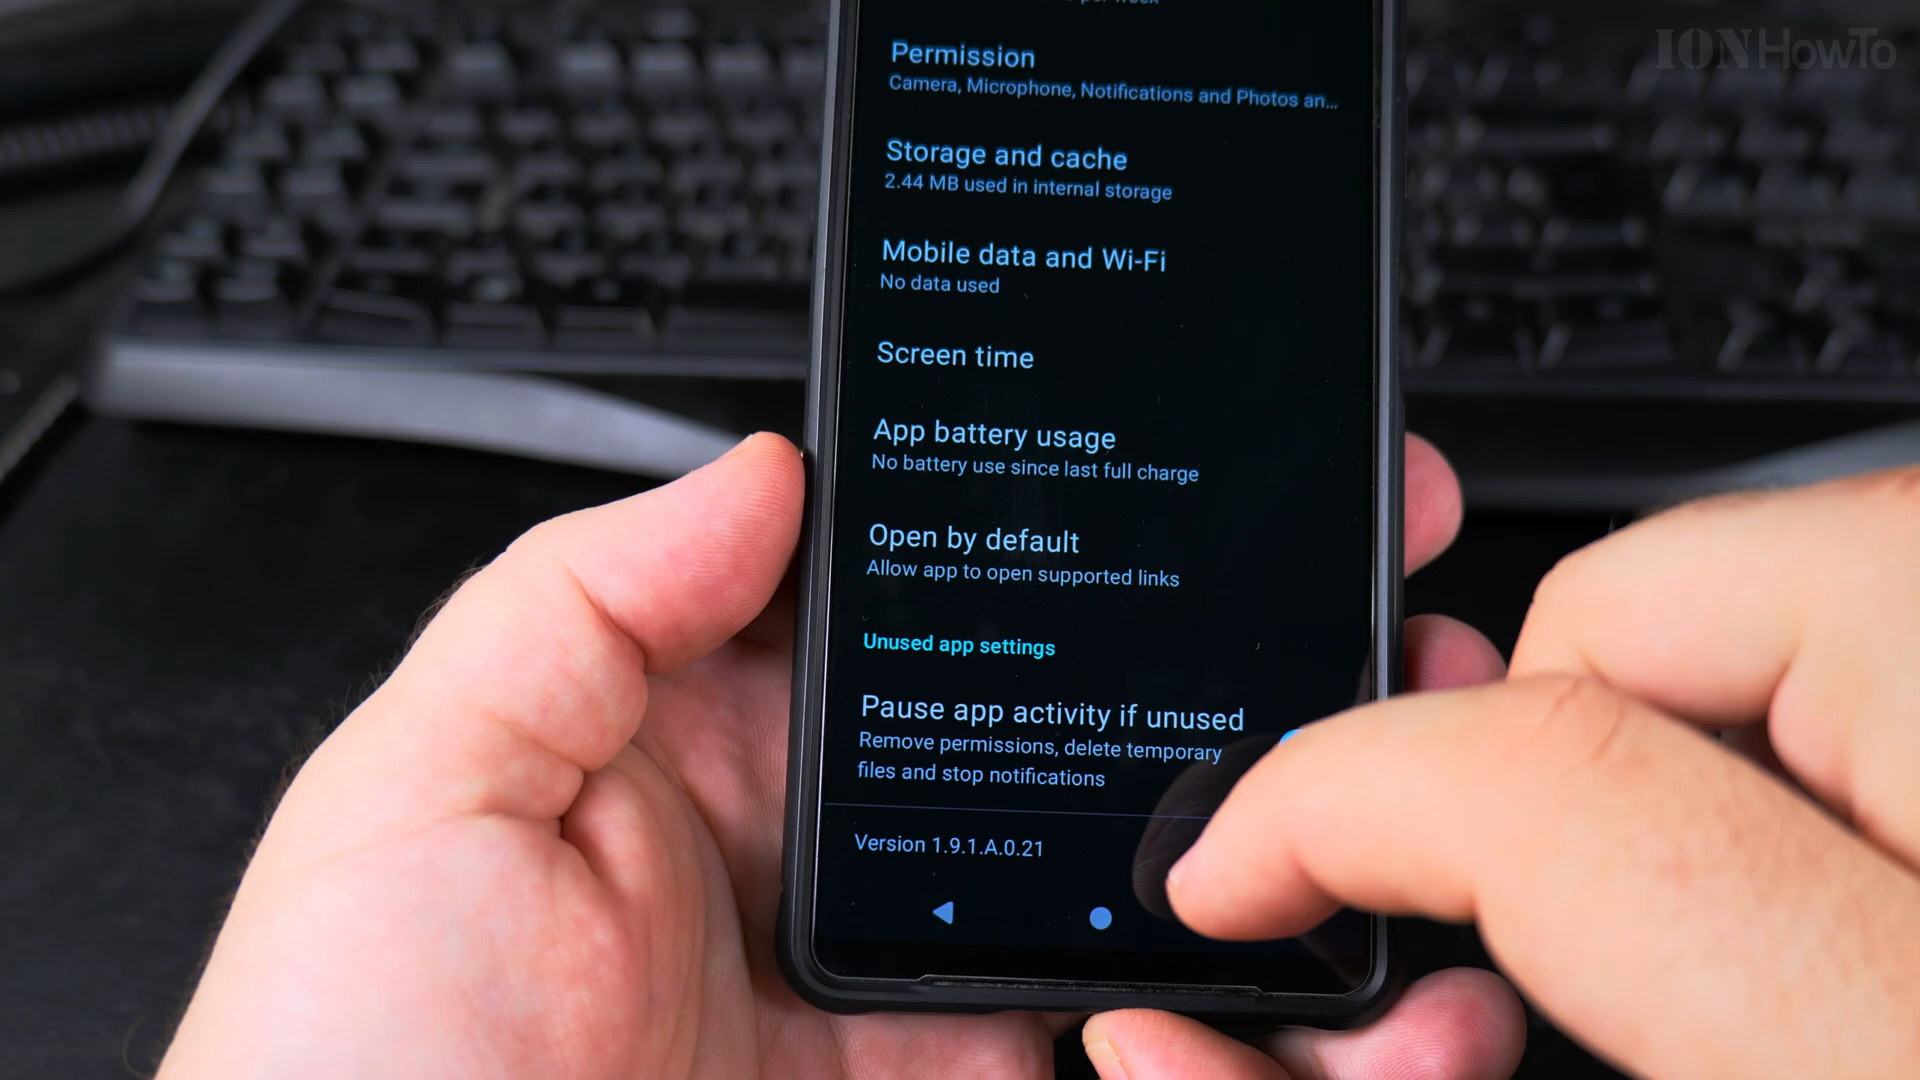 IONHowTo
per week
Permission
Camera, Microphone, Notifications and Photos an...
Storage and cache
2.44 MB used in internal storage
Mobile data and Wi-Fi
No data used
Screen time
App battery usage
No battery use since last full charge
Open by default
Allow app to open supported links
Unused app settings
Pause app activity if unused
Remove permissions, delete temporary
files and stop notifications
Version 1.9.1.A.0.21